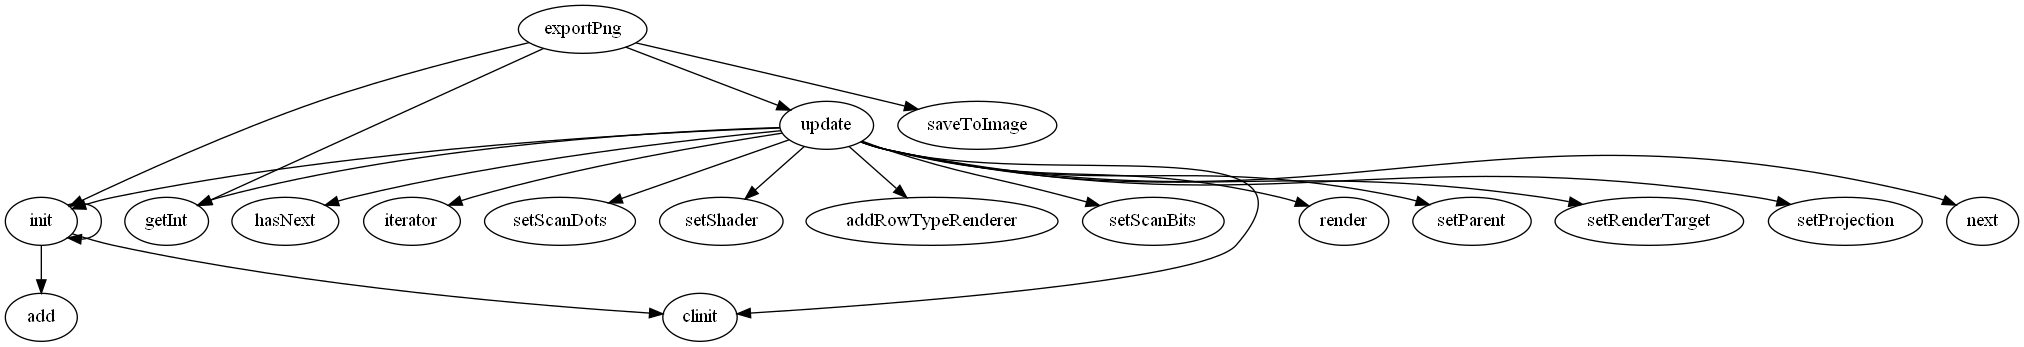 exportPng
update
saveToImage
init
getInt
hasNext
iterator
setScanDots
setShader
addRowTypeRenderer
setScanBits
render
setParent
setRenderTarget
setProjection
next
add
clinit